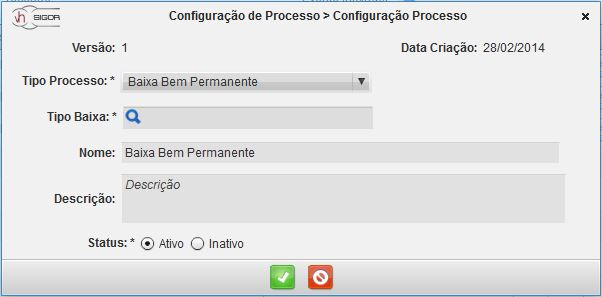 vh SIGOR
Configuração de Processo > Configuração Processo
Versão: 1 Data Criação: 28/02/2014
Tipo Processo: * Baixa Bem Permanente
Tipo Baixa: *
Nome: Baixa Bem Permanente
Descrição: Descrição
Status: * Ativo Inativo